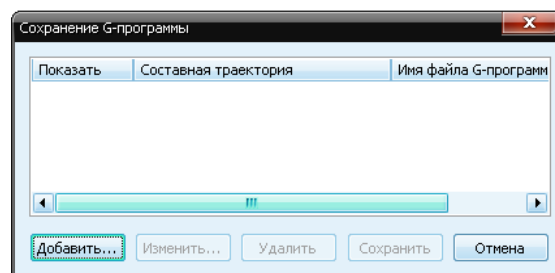 Сохранение G-программы
Показать Составная траектория Имя файла G-программ
Добавить... Изменить... Удалить Сохранить Отмена